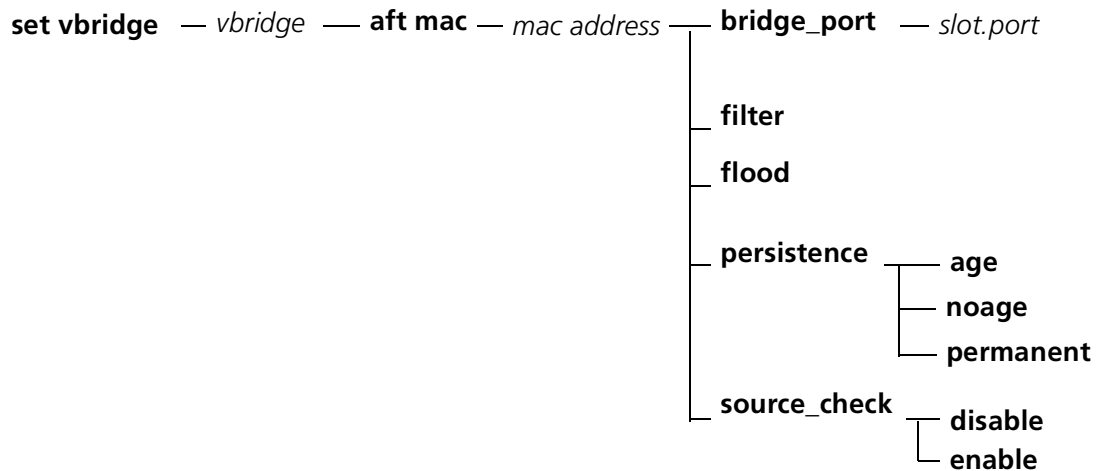 set vbridge vbridge aft mac mac address bridge_port slot.port
filter
flood
persistence age
noage
permanent
source_check disable
enable